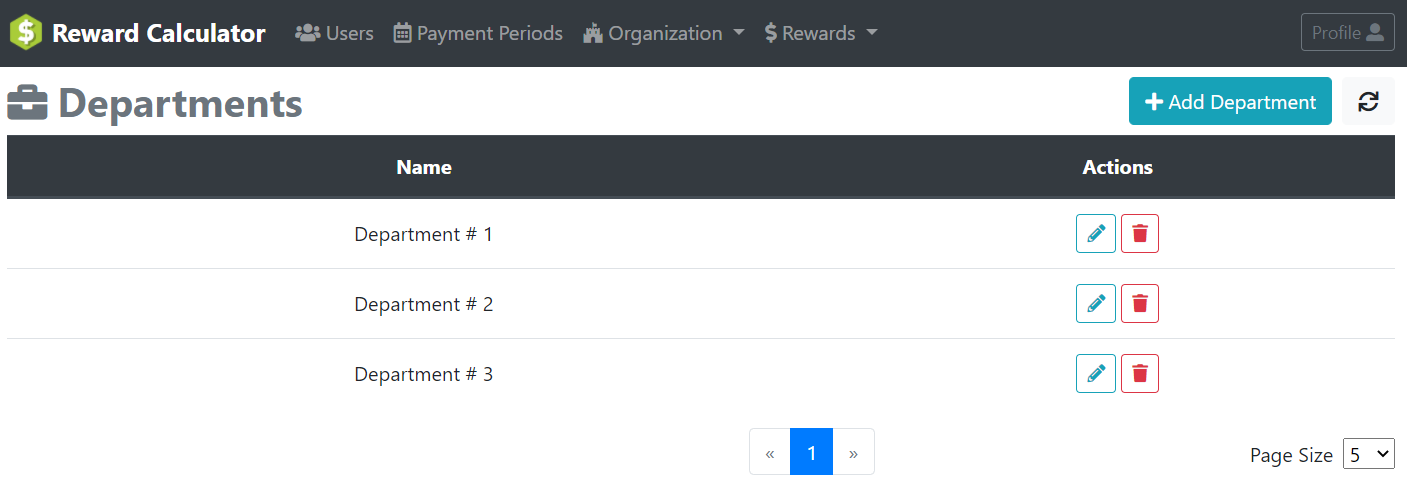 Reward Calculator Users Payment Periods Organization Rewards Profile
Departments Add Department
Name Actions
Department # 1
Department # 2
Department # 3
« 1 »
Page Size 5